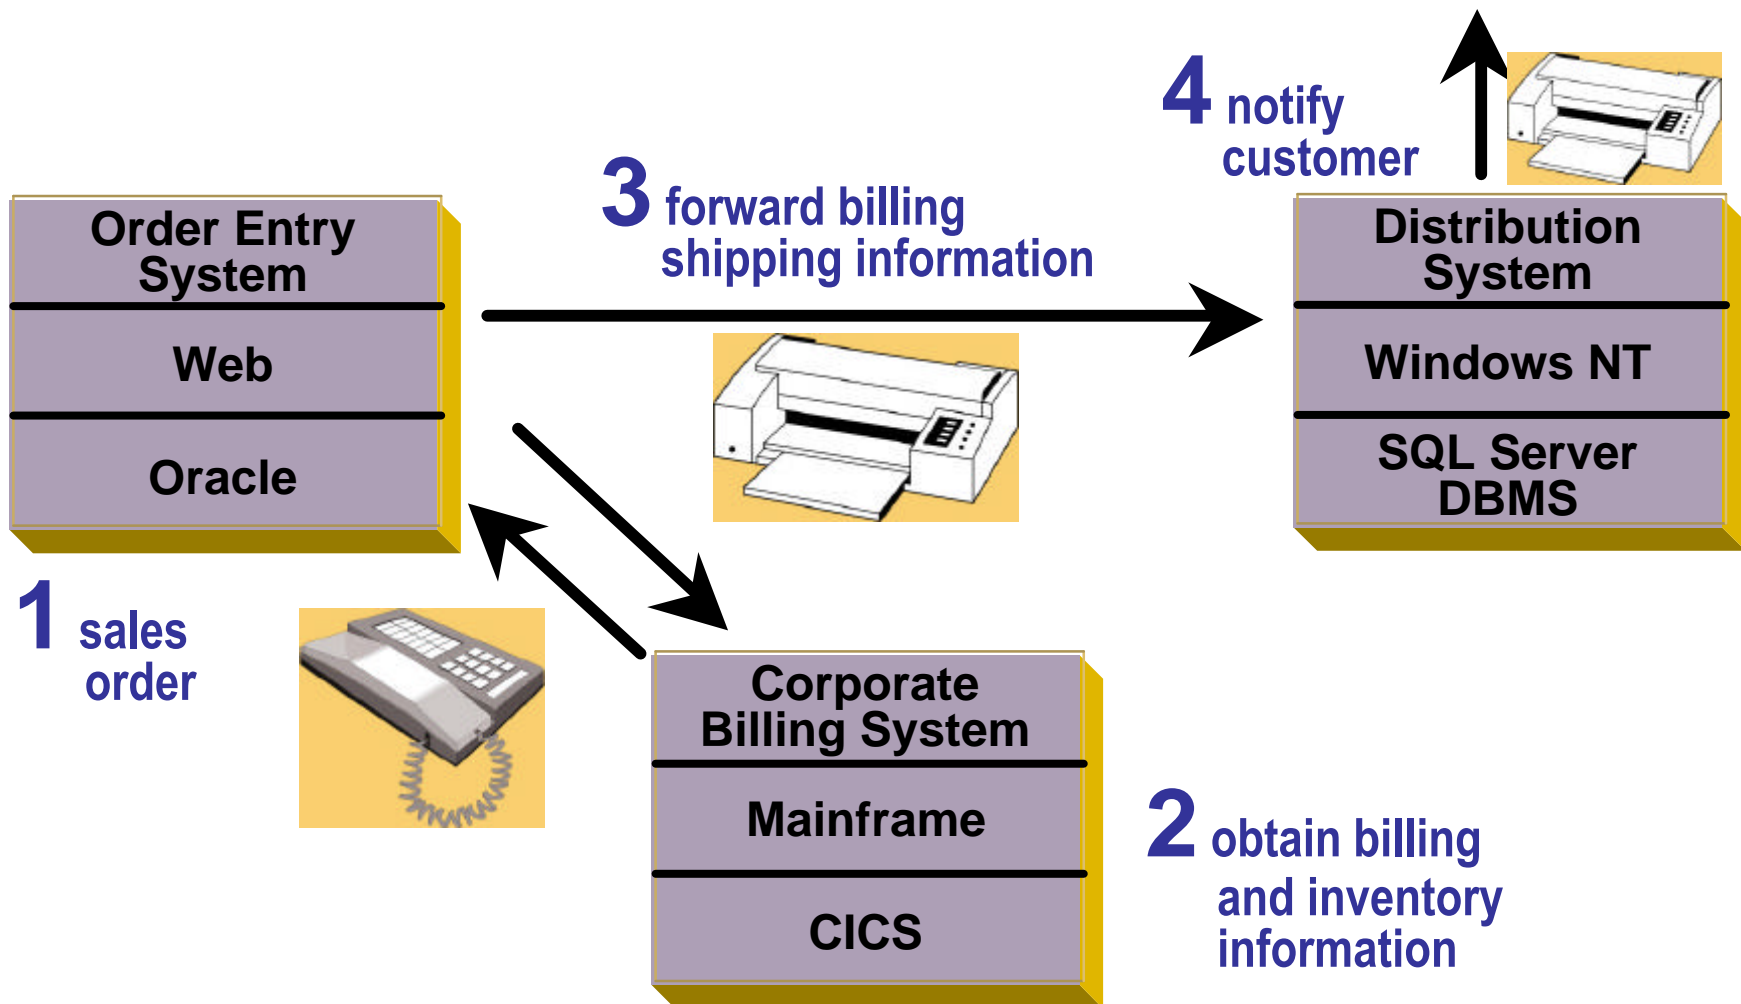 4 notify
customer
3 forward billing
shipping information
Order Entry
System
Web
Oracle
Distribution
System
Windows NT
SQL Server
DBMS
1 sales
order
Corporate
Billing System
Mainframe
CICS
2 obtain billing
and inventory
information